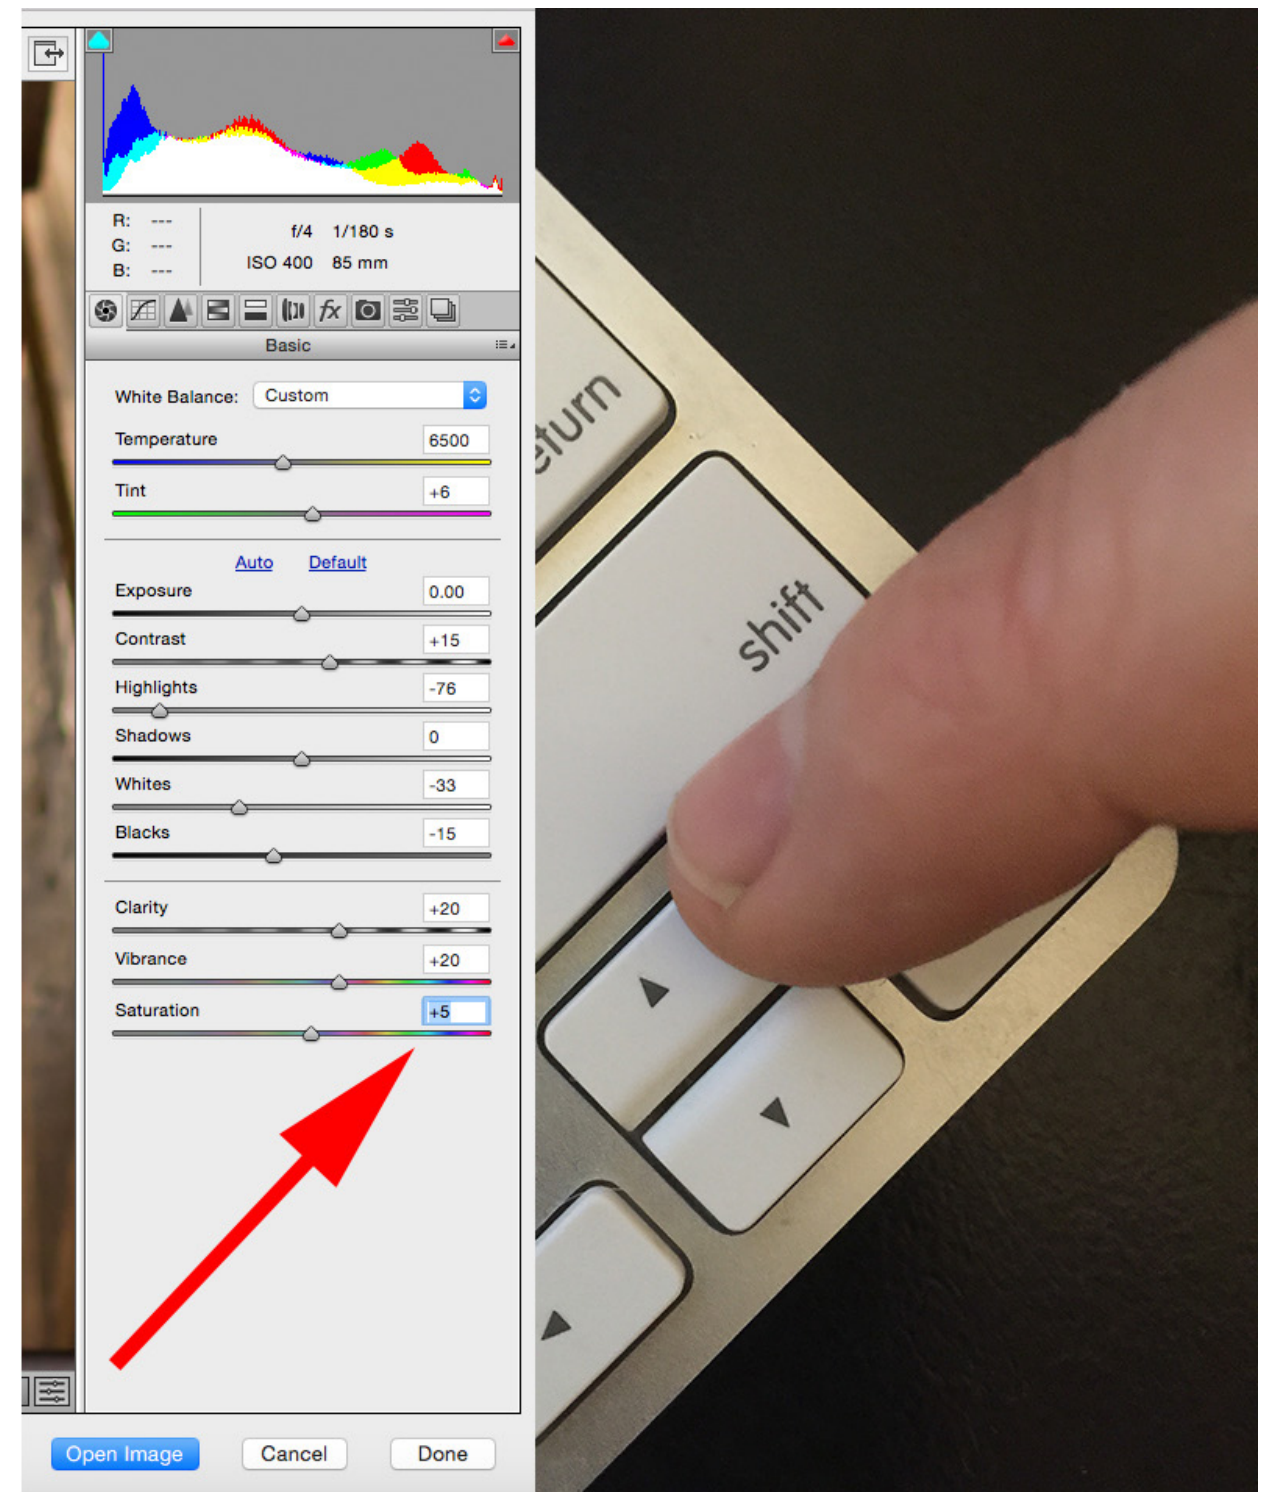 R: ---
G: ---
B: ---
f/4 1/180 s
ISO 400 85 mm
fx
Basic
White Balance: Custom
Temperature 6500
Tint +6
Auto Default
Exposure 0.00
Contrast +15
Highlights -76
Shadows 0
Whites -33
Blacks -15
Clarity +20
Vibrance +20
Saturation +5
Open Image Cancel Done
eturn
shift